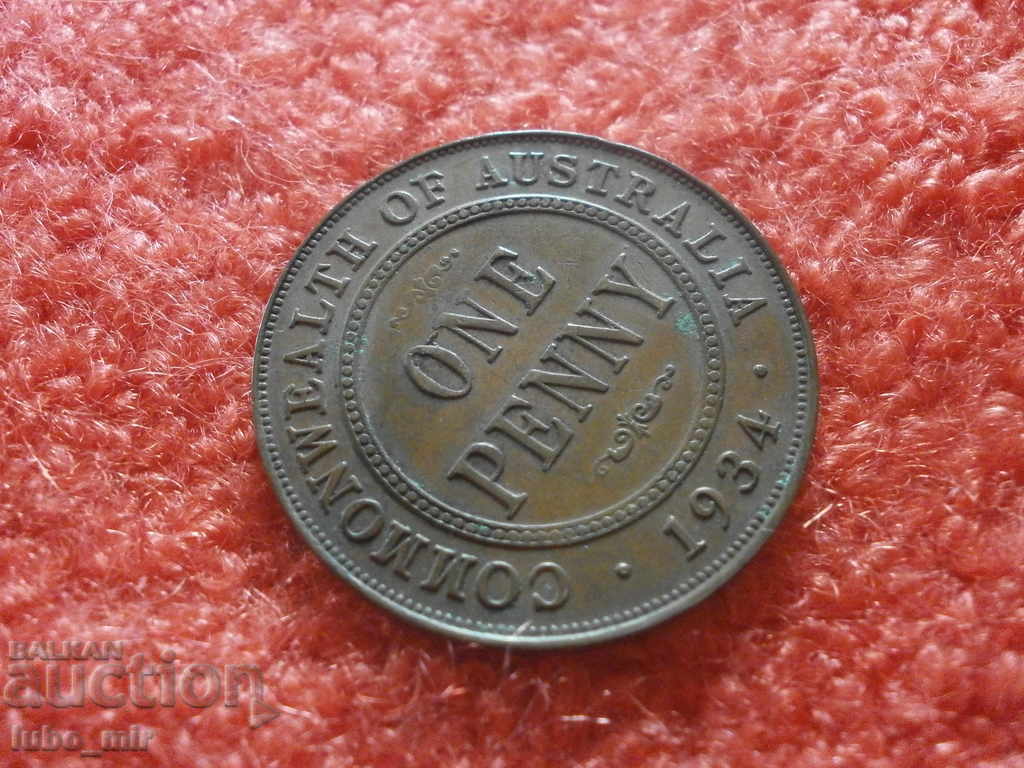 COMMONWEALTH OF AUSTRALIA · 1934 ·
ONE
PENNY
BALKAN
auction
lubo_mir